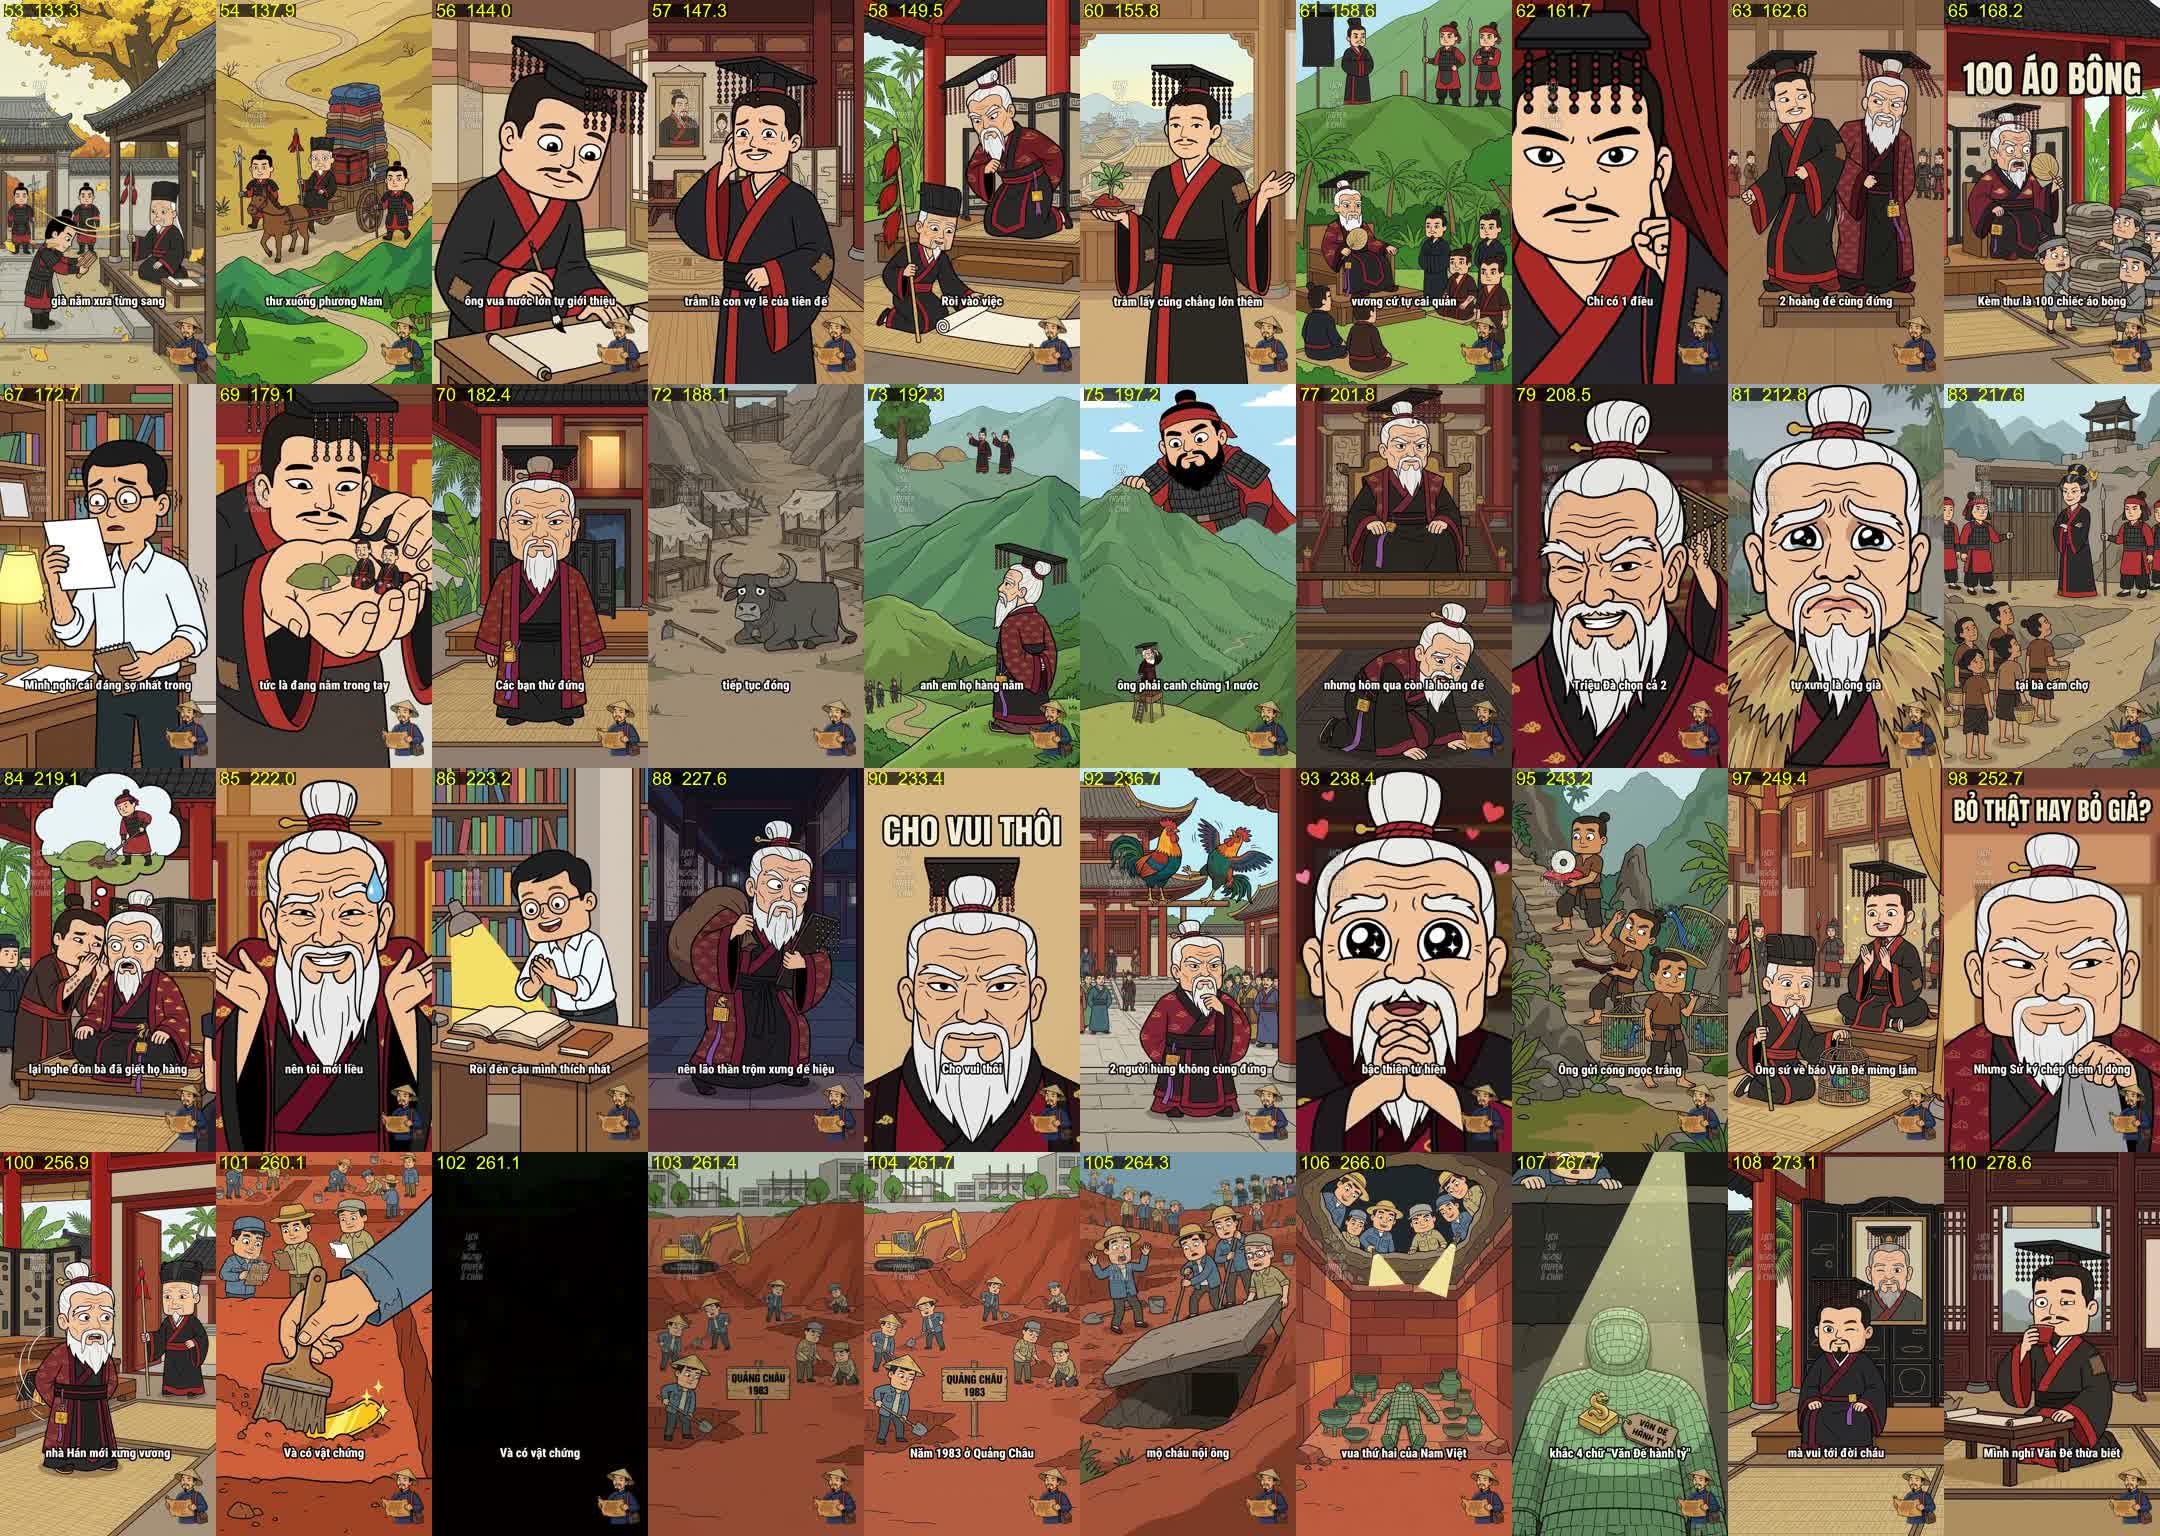 53 133.3
già năm xưa từng sang
54 137.9
thư xuống phương Nam
56 144.0
ông vua nước lớn tự giới thiệu
57 147.3
trẫm là con vợ lẽ của tiên đế
58 149.5
Rồi vào việc
60 155.8
trẫm lấy cũng chẳng lớn thêm
61 158.6
vương cứ tự cai quản
62 161.7
Chỉ có 1 điều
63 162.6
2 hoàng đế cùng đứng
65 168.2
100 ÁO BÔNG
Kèm thư là 100 chiếc áo bông
67 172.7
Mình nghĩ cái đáng sợ nhất trong
69 179.1
tức là đang nắm trong tay
70 182.4
Các bạn thử đứng
72 188.1
tiếp tục đóng
73 192.3
anh em họ hàng nằm
75 197.2
ông phải canh chừng 1 nước
77 201.8
nhưng hôm qua còn là hoàng đế
79 208.5
Triệu Đà chọn cả 2
81 212.8
tự xưng là ông già
83 217.6
tại bà cấm chợ
84 219.1
lại nghe đồn bà đã giết họ hàng
85 222.0
nên tôi mới liều
86 223.2
Rồi đến câu mình thích nhất
88 227.6
nên lão thần trộm xưng đế hiệu
90 233.4
CHO VUI THÔI
Cho vui thôi
92 236.7
2 người hùng không cùng đứng
93 238.4
bậc thiên tử hiền
95 243.2
Ông gửi cống ngọc trắng
97 249.4
Ông sứ về báo Văn Đế mừng lắm
98 252.7
BỎ THẬT HAY BỎ GIẢ?
Nhưng Sử ký chép thêm 1 dòng
100 256.9
nhà Hán mới xưng vương
101 260.1
Và có vật chứng
102 261.1
LỊCH
SỬ
NGOẠI
TRUYỆN
Á CHÂU
Và có vật chứng
103 261.4
QUẢNG CHÂU
1983
104 261.7
QUẢNG CHÂU
1983
Năm 1983 ở Quảng Châu
105 264.3
mộ cháu nội ông
106 266.0
vua thứ hai của Nam Việt
107 267.7
VĂN ĐẾ
HÀNH TỶ
khắc 4 chữ "Văn Đế hành tỷ"
108 273.1
mà vui tới đời cháu
110 278.6
Mình nghĩ Văn Đế thừa biết